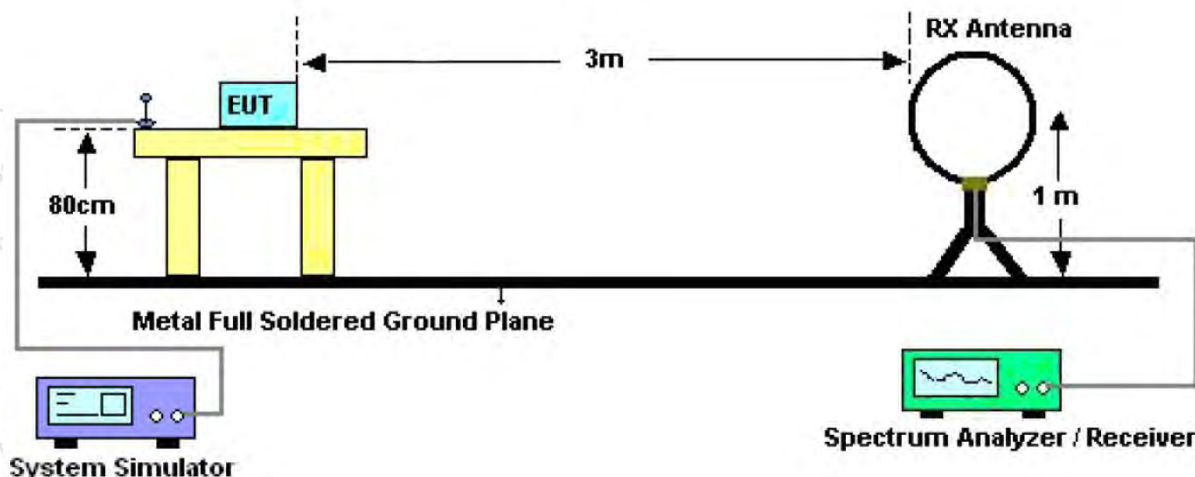 RX Antenna
3m
EUT
80cm
1 m
Metal Full Soldered Ground Plane
System Simulator
Spectrum Analyzer / Receiver